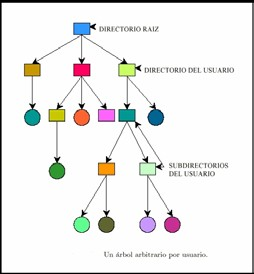 DIRECTORIO RAIZ
DIRECTORIO DEL USUARIO
SUBDIRECTORIOS
DEL USUARIO
Un árbol arbitrario por usuario.